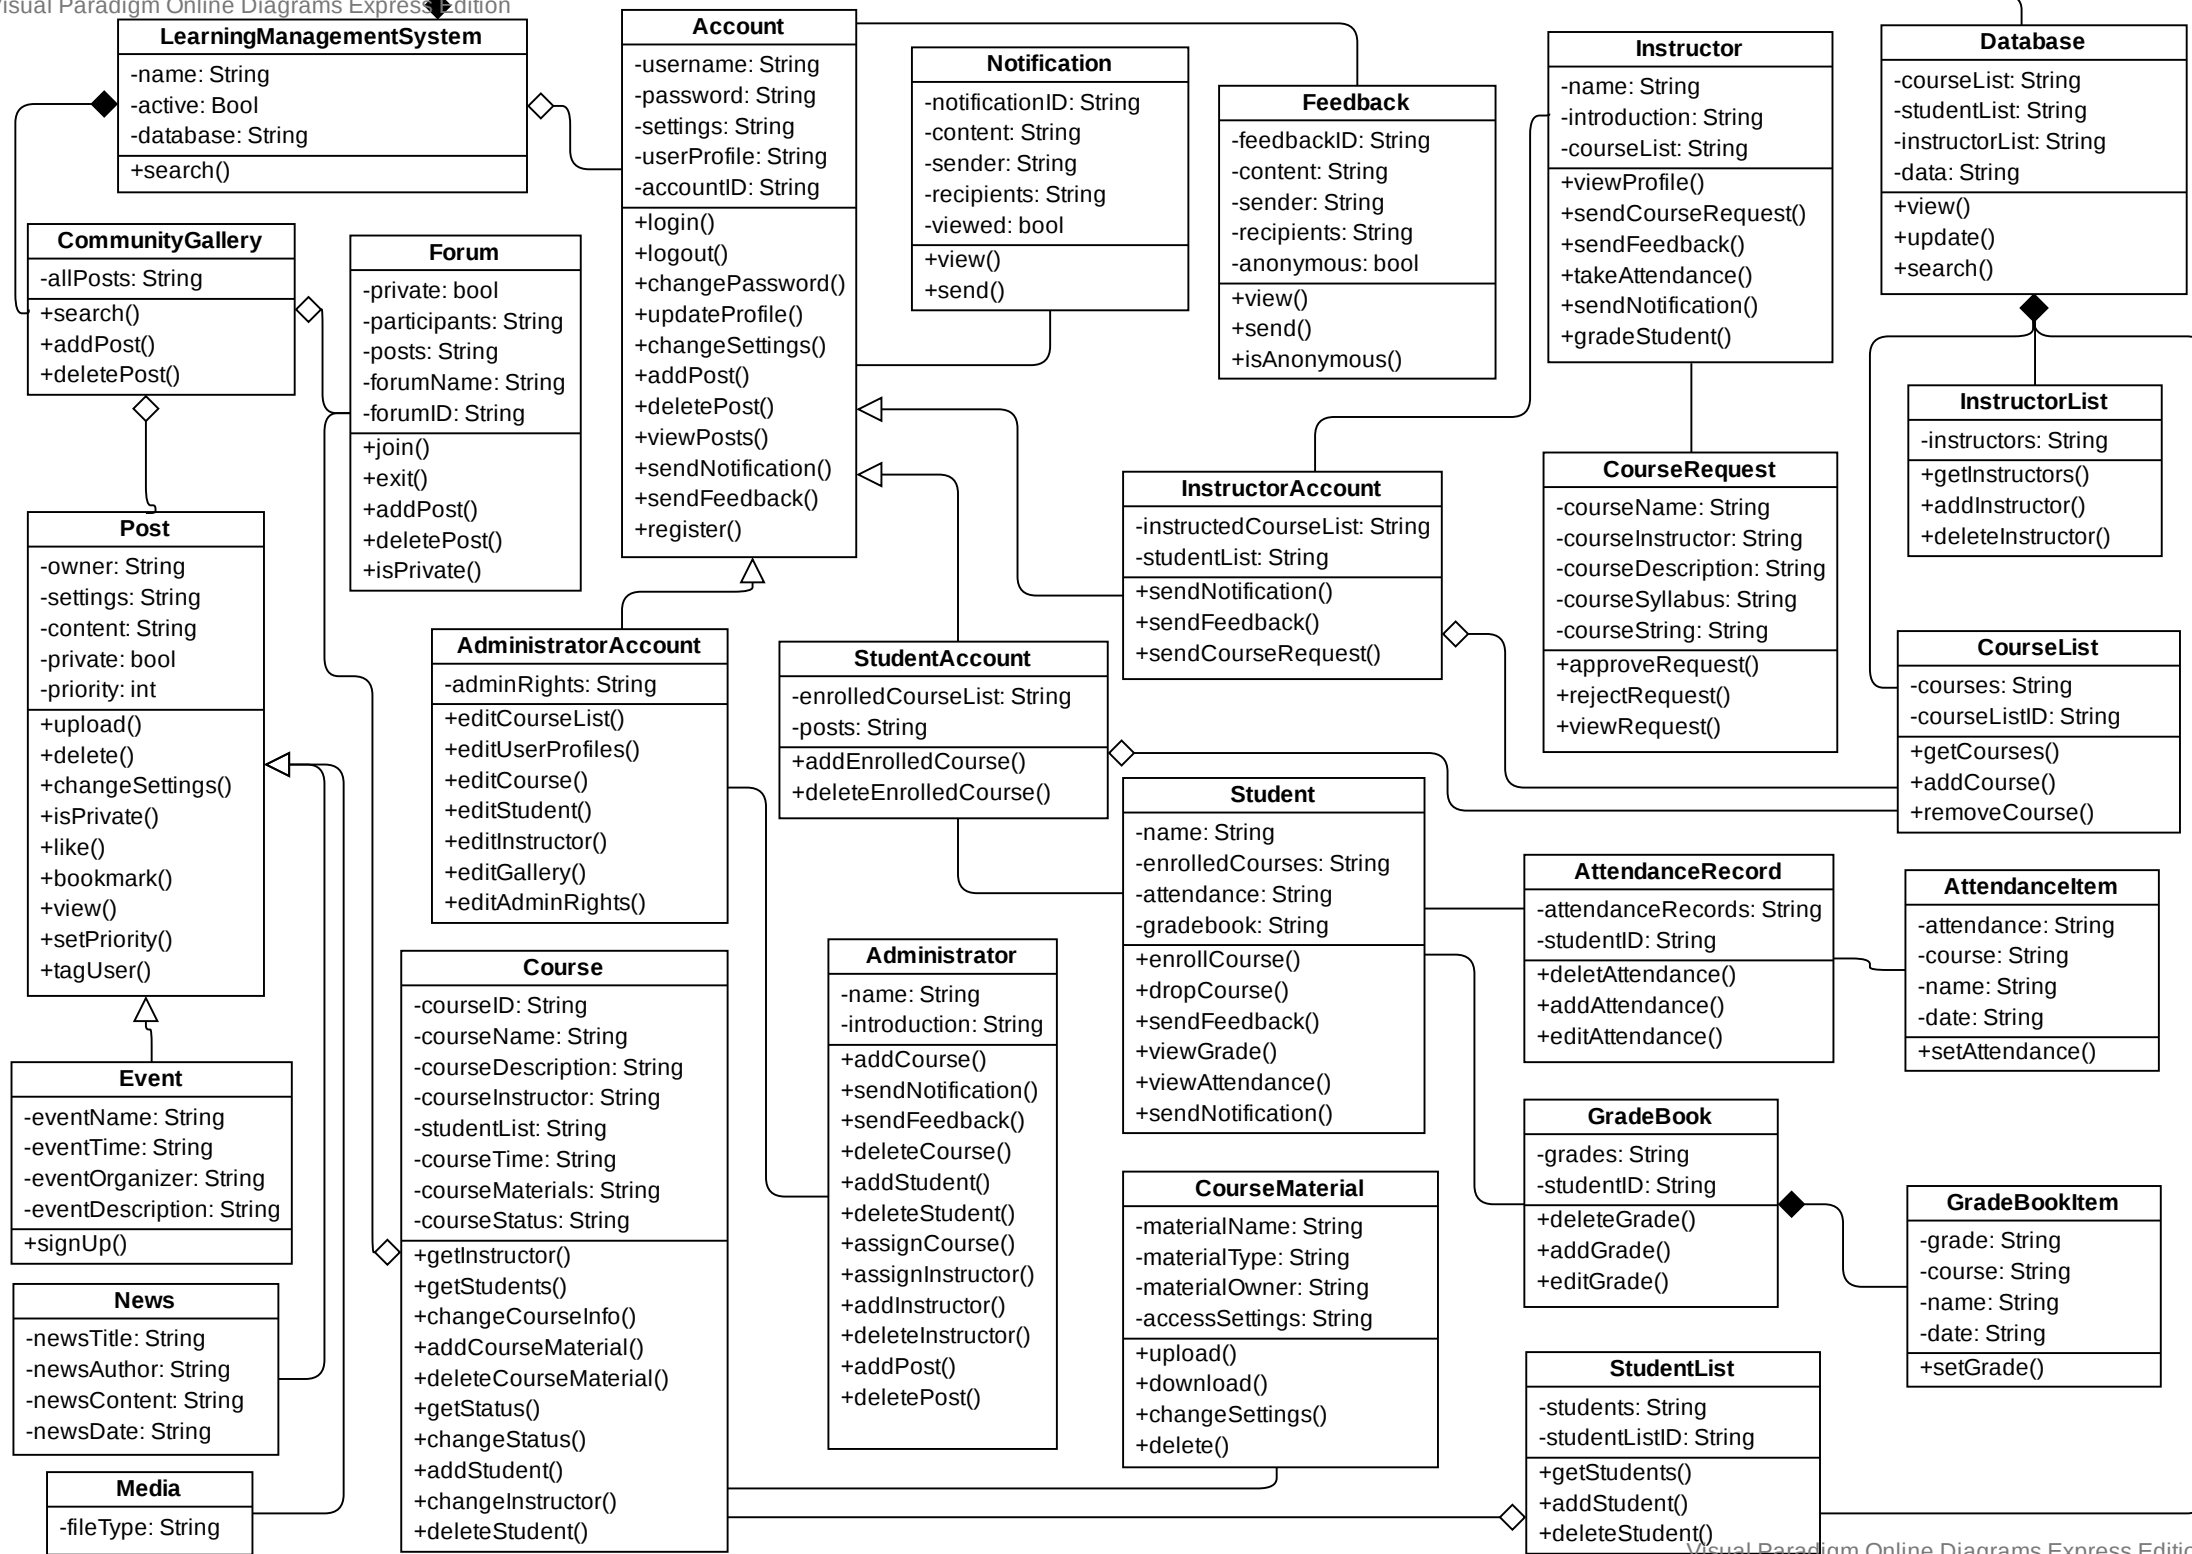 Visual Paradigm Online Diagrams Express Edition
LearningManagementSystem
-name: String
-active: Bool
-database: String
+search()
Account
-username: String
-password: String
-settings: String
-userProfile: String
-accountID: String
+login()
+logout()
+changePassword()
+updateProfile()
+changeSettings()
+addPost()
+deletePost()
+viewPosts()
+sendNotification()
+sendFeedback()
+register()
Notification
-notificationID: String
-content: String
-sender: String
-recipients: String
-viewed: bool
+view()
+send()
Feedback
-feedbackID: String
-content: String
-sender: String
-recipients: String
-anonymous: bool
+view()
+send()
+isAnonymous()
Instructor
-name: String
-introduction: String
-courseList: String
+viewProfile()
+sendCourseRequest()
+sendFeedback()
+takeAttendance()
+sendNotification()
+gradeStudent()
Database
-courseList: String
-studentList: String
-instructorList: String
-data: String
+view()
+update()
+search()
CommunityGallery
-allPosts: String
+search()
+addPost()
+deletePost()
Forum
-private: bool
-participants: String
-posts: String
-forumName: String
-forumID: String
+join()
+exit()
+addPost()
+deletePost()
+isPrivate()
InstructorList
-instructors: String
+getInstructors()
+addInstructor()
+deleteInstructor()
InstructorAccount
-instructedCourseList: String
-studentList: String
+sendNotification()
+sendFeedback()
+sendCourseRequest()
CourseRequest
-courseName: String
-courseInstructor: String
-courseDescription: String
-courseSyllabus: String
-courseString: String
+approveRequest()
+rejectRequest()
+viewRequest()
Post
-owner: String
-settings: String
-content: String
-private: bool
-priority: int
+upload()
+delete()
+changeSettings()
+isPrivate()
+like()
+bookmark()
+view()
+setPriority()
+tagUser()
AdministratorAccount
-adminRights: String
+editCourseList()
+editUserProfiles()
+editCourse()
+editStudent()
+editInstructor()
+editGallery()
+editAdminRights()
StudentAccount
-enrolledCourseList: String
-posts: String
+addEnrolledCourse()
+deleteEnrolledCourse()
CourseList
-courses: String
-courseListID: String
+getCourses()
+addCourse()
+removeCourse()
Student
-name: String
-enrolledCourses: String
-attendance: String
-gradebook: String
+enrollCourse()
+dropCourse()
+sendFeedback()
+viewGrade()
+viewAttendance()
+sendNotification()
AttendanceRecord
-attendanceRecords: String
-studentID: String
+deletAttendance()
+addAttendance()
+editAttendance()
AttendanceItem
-attendance: String
-course: String
-name: String
-date: String
+setAttendance()
Course
-courseID: String
-courseName: String
-courseDescription: String
-courseInstructor: String
-studentList: String
-courseTime: String
-courseMaterials: String
-courseStatus: String
+getInstructor()
+getStudents()
+changeCourseInfo()
+addCourseMaterial()
+deleteCourseMaterial()
+getStatus()
+changeStatus()
+addStudent()
+changeInstructor()
+deleteStudent()
Administrator
-name: String
-introduction: String
+addCourse()
+sendNotification()
+sendFeedback()
+deleteCourse()
+addStudent()
+deleteStudent()
+assignCourse()
+assignInstructor()
+addInstructor()
+deleteInstructor()
+addPost()
+deletePost()
Event
-eventName: String
-eventTime: String
-eventOrganizer: String
-eventDescription: String
+signUp()
GradeBook
-grades: String
-studentID: String
+deleteGrade()
+addGrade()
+editGrade()
CourseMaterial
-materialName: String
-materialType: String
-materialOwner: String
-accessSettings: String
+upload()
+download()
+changeSettings()
+delete()
GradeBookItem
-grade: String
-course: String
-name: String
-date: String
+setGrade()
News
-newsTitle: String
-newsAuthor: String
-newsContent: String
-newsDate: String
StudentList
-students: String
-studentListID: String
+getStudents()
+addStudent()
+deleteStudent()
Media
-fileType: String
Visual Paradigm Online Diagrams Express Editio